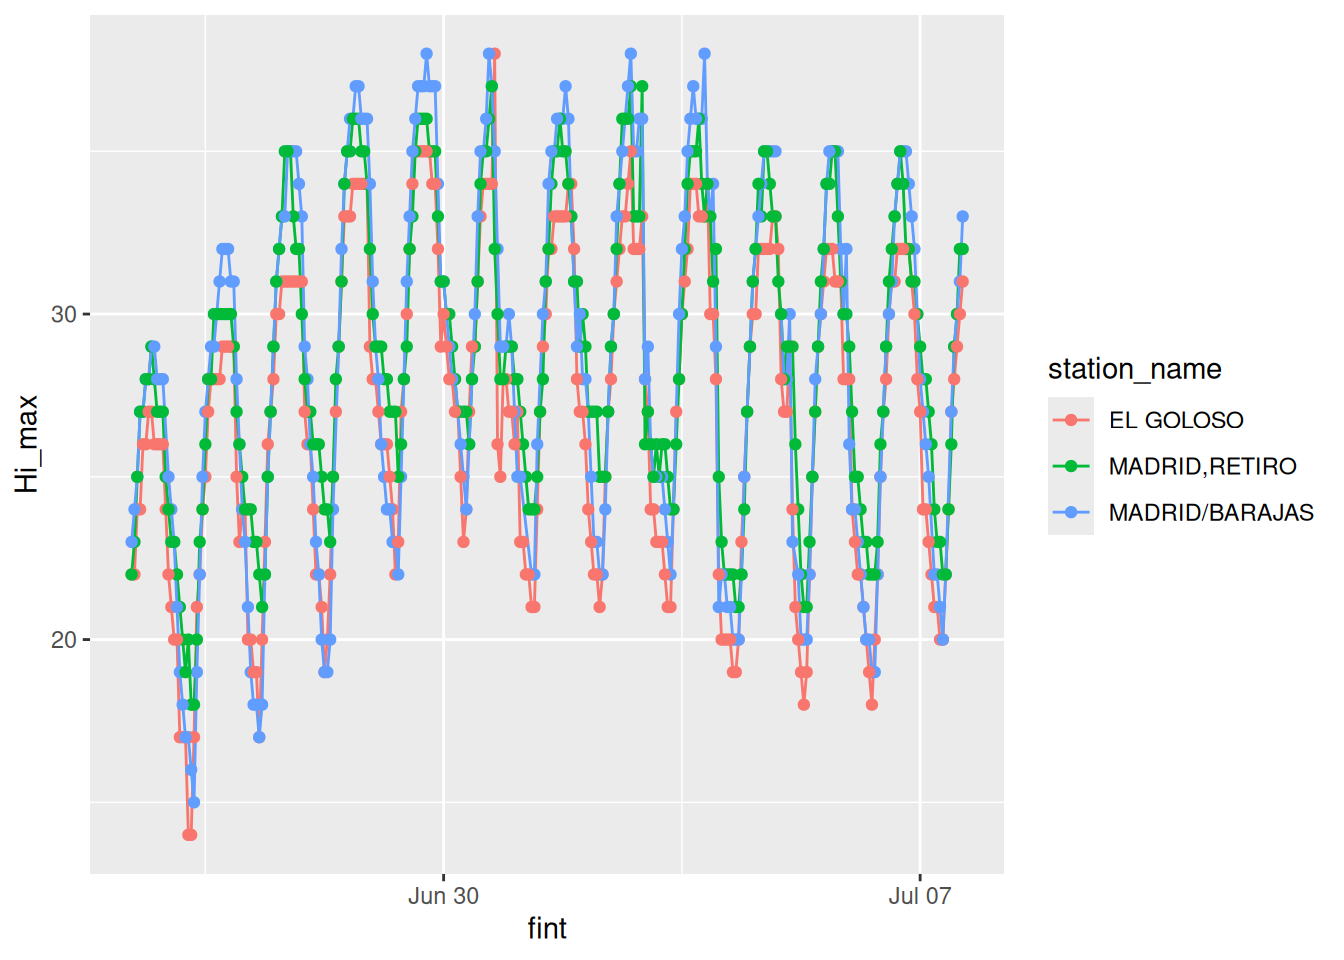 Hi_max
30
20
Jun 30
Jul 07
fint
station_name
EL GOLOSO
MADRID,RETIRO
MADRID/BARAJAS